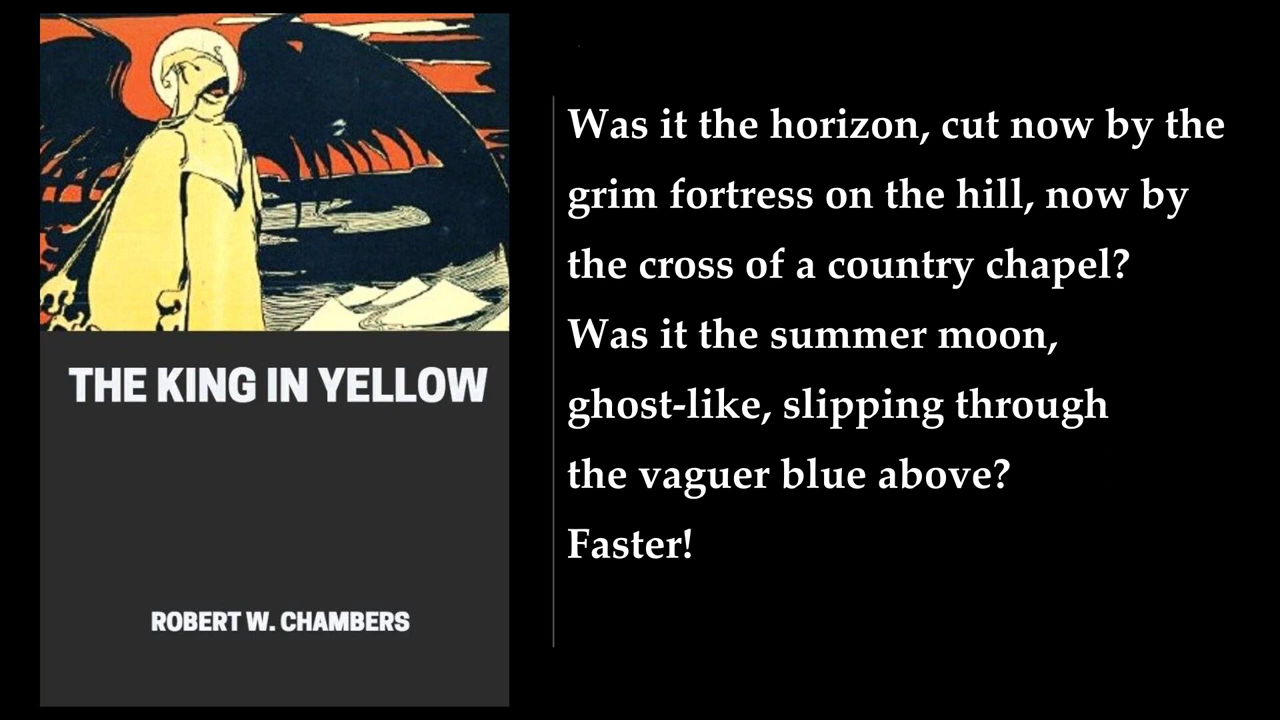 THE KING IN YELLOW
ROBERT W. CHAMBERS
Was it the horizon, cut now by the
grim fortress on the hill, now by
the cross of a country chapel?
Was it the summer moon,
ghost-like, slipping through
the vaguer blue above?
Faster!